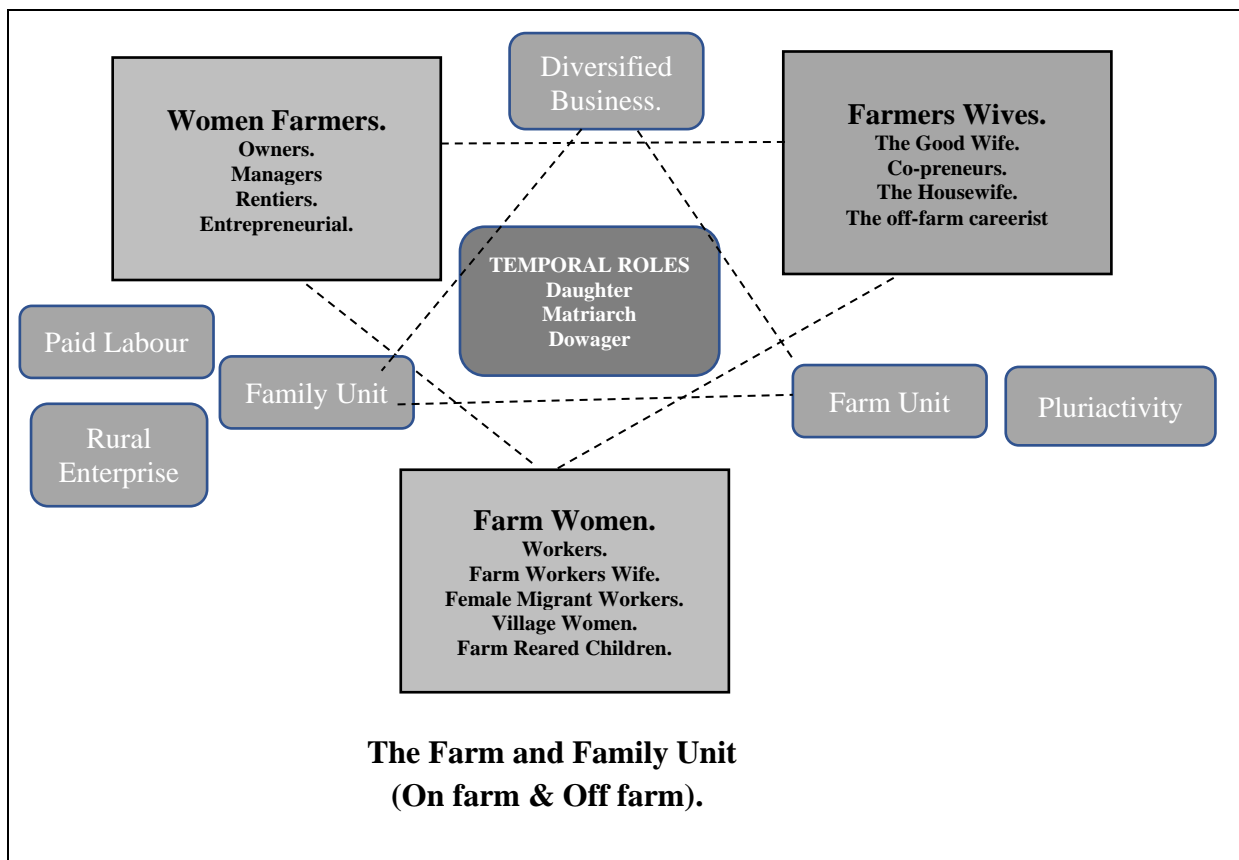 Diversified
Business.
Women Farmers.
Owners.
Managers
Rentiers.
Entrepreneurial.
Farmers Wives.
The Good Wife.
Co-preneurs.
The Housewife.
The off-farm careerist
TEMPORAL ROLES
Daughter
Matriarch
Dowager
Paid Labour
Family Unit
Rural
Enterprise
Farm Unit
Pluriactivity
Farm Women.
Workers.
Farm Workers Wife.
Female Migrant Workers.
Village Women.
Farm Reared Children.
The Farm and Family Unit
(On farm & Off farm).